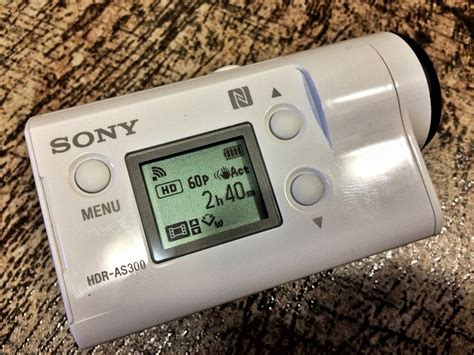 SONY
MENU
HD 60P Act
2h40m
W
HDR-AS300